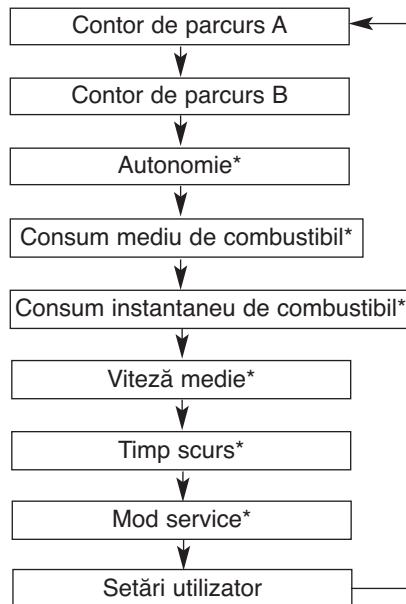 Contor de parcurs A
Contor de parcurs B
Autonomie*
Consum mediu de combustibil*
Consum instantaneu de combustibil*
Viteză medie*
Timp scurs*
Mod service*
Setări utilizator